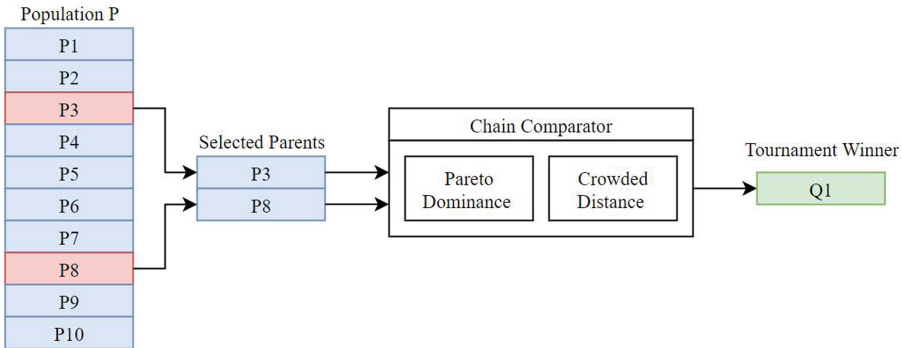 Population P
P1
P2
P3
P4
P5
P6
P7
P8
P9
P10
Selected Parents
P3
P8
Chain Comparator
Pareto
Dominance
Crowded
Distance
Tournament Winner
Q1